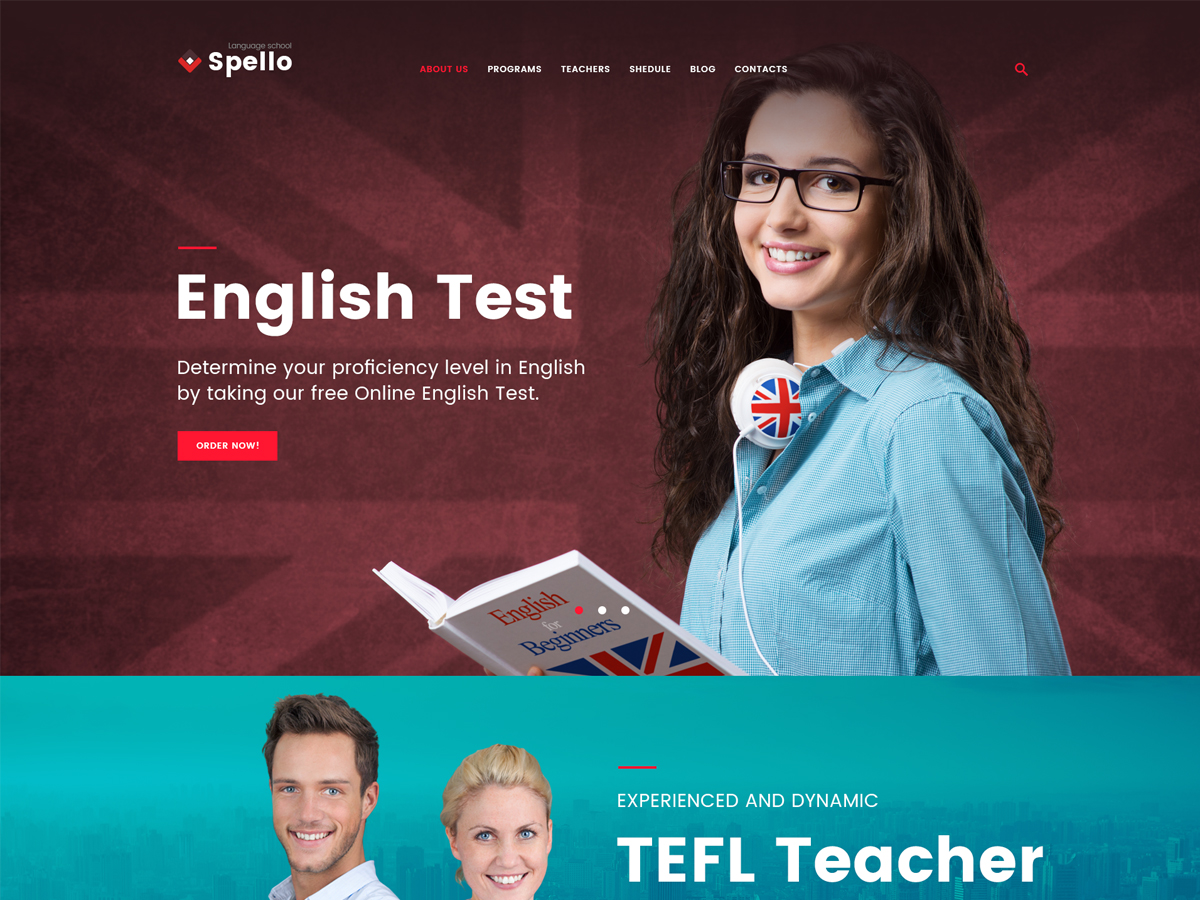 Language school
Spello
ABOUT US PROGRAMS TEACHERS SHEDULE BLOG CONTACTS
English Test
Determine your proficiency level in English
by taking our free Online English Test.
ORDER NOW!
English
for
Beginners
EXPERIENCED AND DYNAMIC
TEFL Teacher